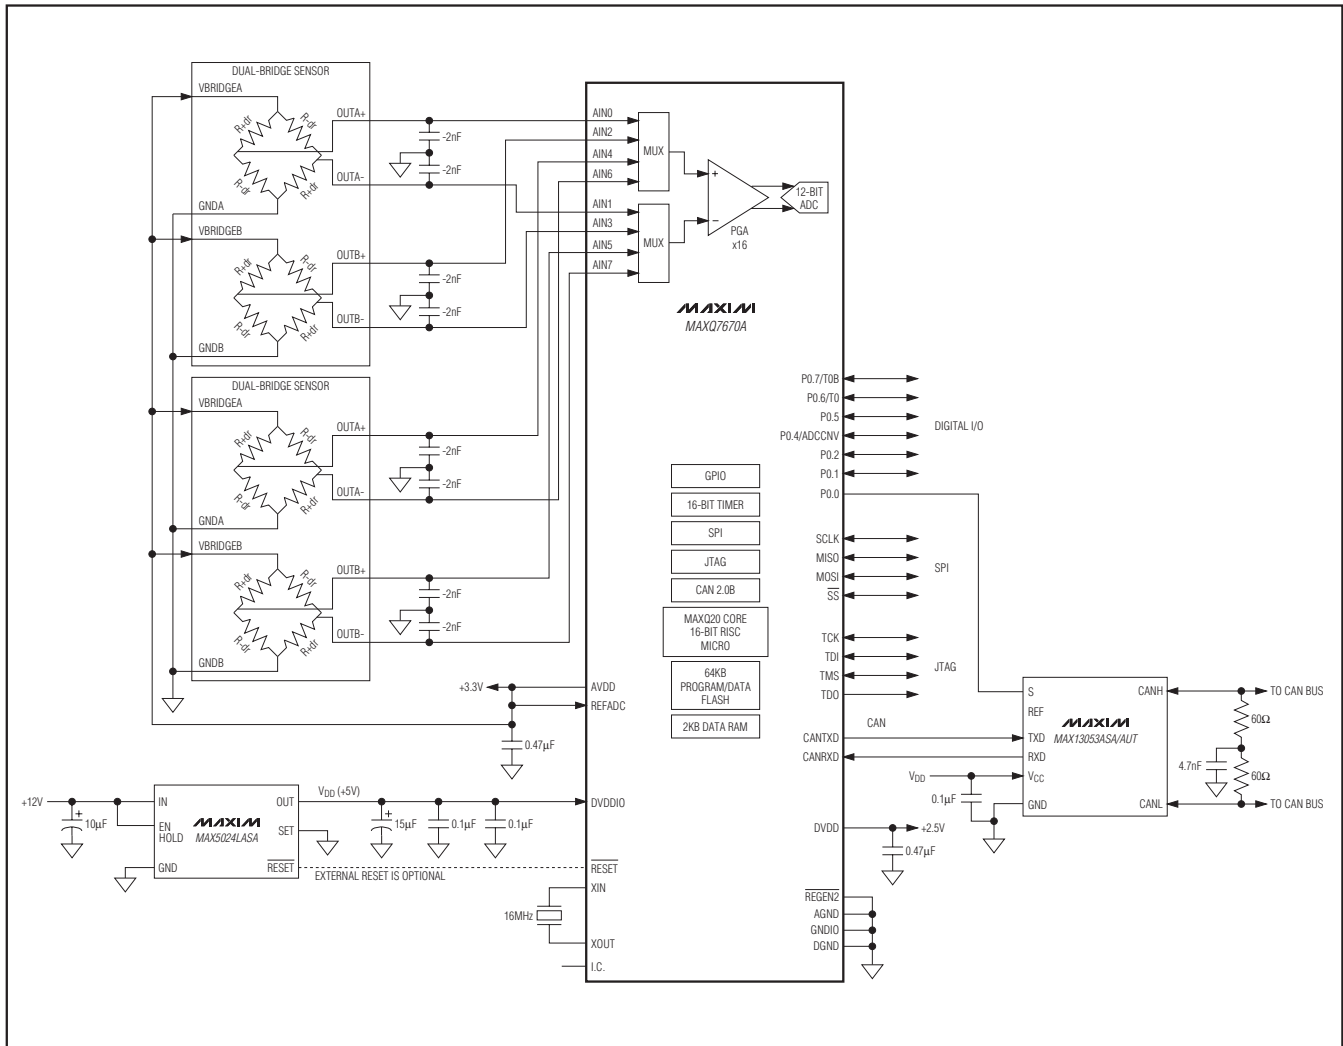 DUAL-BRIDGE SENSOR
VBRIDGEA
R+dr
R-dr
R-dr
R+dr
OUTA+
OUTA-
GNDA
-2nF
-2nF
VBRIDGEB
R+dr
R-dr
R-dr
R+dr
OUTB+
OUTB-
GNDB
-2nF
-2nF
DUAL-BRIDGE SENSOR
VBRIDGEA
R+dr
R-dr
R-dr
R+dr
OUTA+
OUTA-
GNDA
-2nF
-2nF
VBRIDGEB
R+dr
R-dr
R-dr
R+dr
OUTB+
OUTB-
GNDB
-2nF
-2nF
AIN0
AIN2
AIN4
AIN6
MUX
AIN1
AIN3
AIN5
AIN7
MUX
+
−
PGA
x16
12-BIT
ADC
MAXIM
MAXQ7670A
GPIO
16-BIT TIMER
SPI
JTAG
CAN 2.0B
MAXQ20 CORE
16-BIT RISC
MICRO
64KB
PROGRAM/DATA
FLASH
2KB DATA RAM
P0.7/T0B
P0.6/T0
P0.5
P0.4/ADCCNV
P0.2
P0.1
P0.0
DIGITAL I/O
SCLK
MISO
MOSI
SS
SPI
TCK
TDI
TMS
TDO
JTAG
CANTXD
CANRXD
CAN
+3.3V
AVDD
REFADC
0.47µF
+12V
10µF
IN
EN
HOLD
GND
MAXIM
MAX5024LASA
OUT
SET
RESET
VDD (+5V)
+
15µF
0.1µF
0.1µF
+
DVDDIO
EXTERNAL RESET IS OPTIONAL
RESET
XIN
16MHz
XOUT
I.C.
DVDD
+2.5V
0.47µF
REGEN2
AGND
GNDIO
DGND
VDD
0.1µF
S
REF
TXD
RXD
VCC
GND
MAXIM
MAX13053ASA/AUT
CANH
CANL
TO CAN BUS
60Ω
4.7nF
60Ω
TO CAN BUS